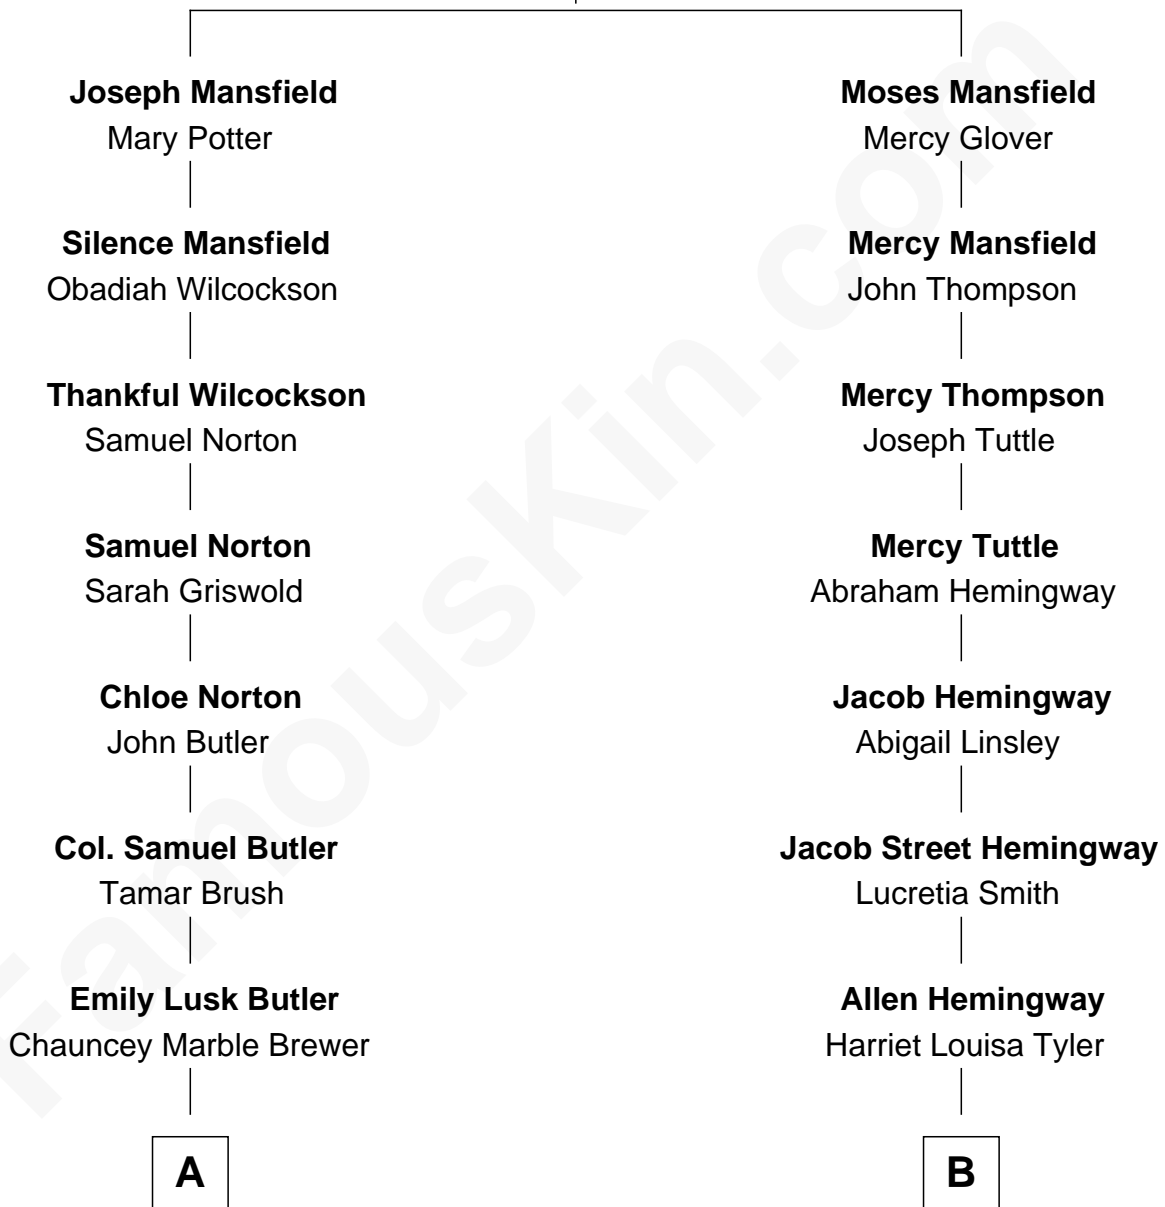 Joseph Mansfield
Mary Potter
Silence Mansfield
Obadiah Wilcockson
Thankful Wilcockson
Samuel Norton
Samuel Norton
Sarah Griswold
Chloe Norton
John Butler
Col. Samuel Butler
Tamar Brush
Emily Lusk Butler
Chauncey Marble Brewer
A
Moses Mansfield
Mercy Glover
Mercy Mansfield
John Thompson
Mercy Thompson
Joseph Tuttle
Mercy Tuttle
Abraham Hemingway
Jacob Hemingway
Abigail Linsley
Jacob Street Hemingway
Lucretia Smith
Allen Hemingway
Harriet Louisa Tyler
B
FamousKin.com